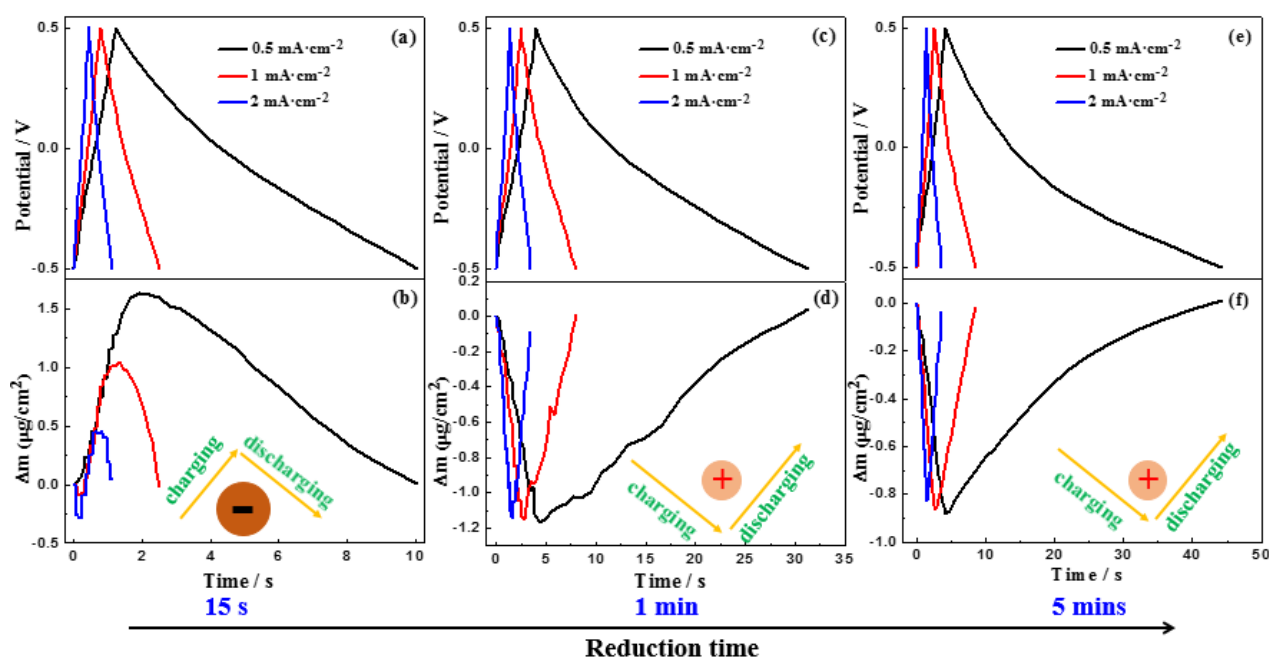 (a)
0.5 mA·cm-2
1 mA·cm-2
2 mA·cm-2
Potential / V
0.5
0.0
-0.5
(b)
Δm (µg/cm²)
1.5
1.0
0.5
0.0
-0.5
charging
discharging
-
0 2 4 6 8 10
Time / s
15 s
(c)
0.5 mA·cm-2
1 mA·cm-2
2 mA·cm-2
Potential / V
0.5
0.0
-0.5
(d)
Δm (µg/cm²)
0.2
0.0
-0.2
-0.4
-0.6
-0.8
-1.0
-1.2
charging
discharging
+
0 5 10 15 20 25 30 35
Time / s
1 min
(e)
0.5 mA·cm-2
1 mA·cm-2
2 mA·cm-2
Potential / V
0.5
0.0
-0.5
(f)
Δm (µg/cm²)
0.0
-0.2
-0.4
-0.6
-0.8
-1.0
charging
discharging
+
0 10 20 30 40 50
Time / s
5 mins
Reduction time